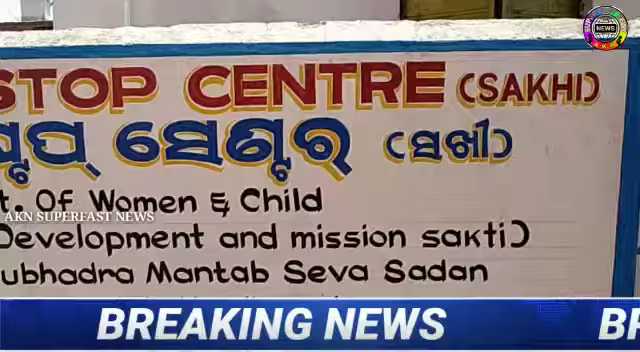 NEWS
STOP CENTRE (SAKHI)
ଷ୍ଟପ୍ ସେଣ୍ଟର୍ (ସଖୀ)
t. Of Women & Child
AKN SUPERFAST NEWS
Development and mission sakti)
ubhadra Mantab Seva Sadan
BREAKING NEWS BR